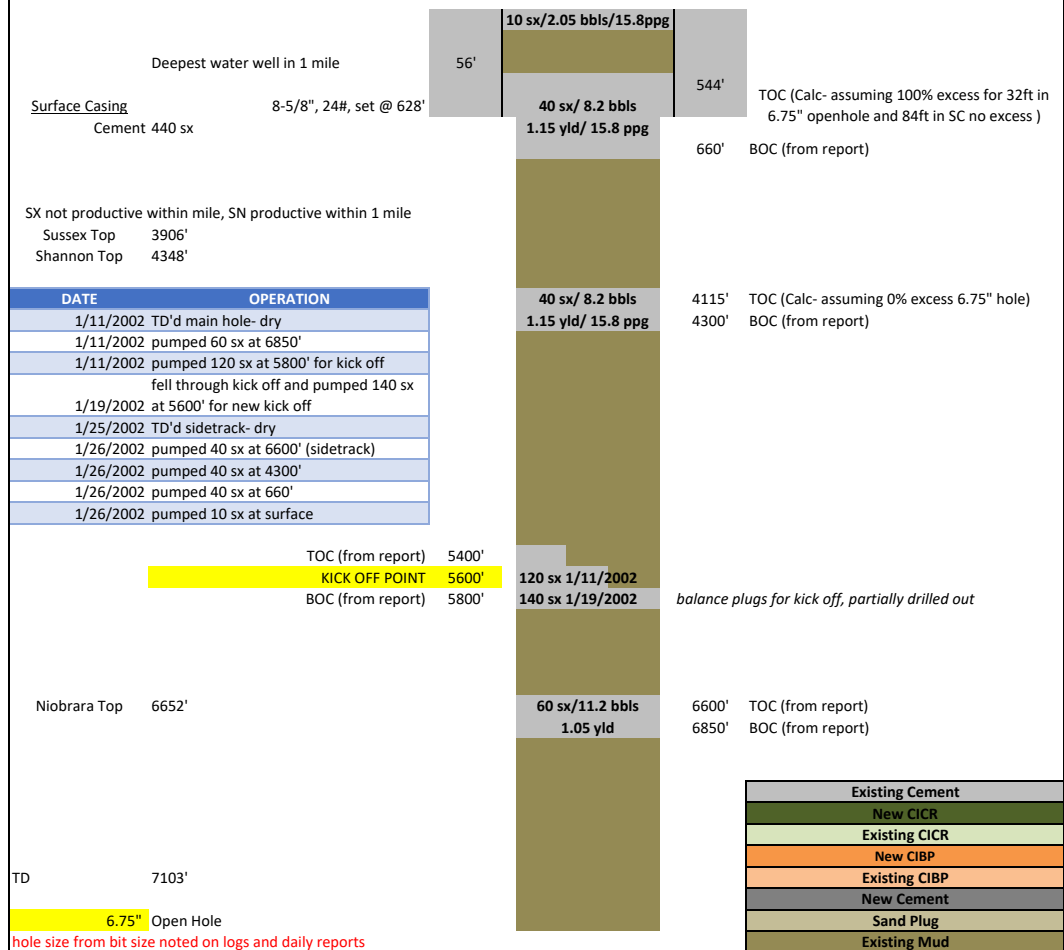 10 sx/2.05 bbls/15.8ppg
Deepest water well in 1 mile 56'
544'
TOC (Calc- assuming 100% excess for 32ft in
6.75" openhole and 84ft in SC no excess )
Surface Casing 8-5/8", 24#, set @ 628' 40 sx/ 8.2 bbls
Cement 440 sx 1.15 yld/ 15.8 ppg
660' BOC (from report)
SX not productive within mile, SN productive within 1 mile
Sussex Top 3906'
Shannon Top 4348'
DATE OPERATION
1/11/2002 TD'd main hole- dry
1/11/2002 pumped 60 sx at 6850'
1/11/2002 pumped 120 sx at 5800' for kick off
fell through kick off and pumped 140 sx
1/19/2002 at 5600' for new kick off
1/25/2002 TD'd sidetrack- dry
1/26/2002 pumped 40 sx at 6600' (sidetrack)
1/26/2002 pumped 40 sx at 4300'
1/26/2002 pumped 40 sx at 660'
1/26/2002 pumped 10 sx at surface
40 sx/ 8.2 bbls 4115' TOC (Calc- assuming 0% excess 6.75" hole)
1.15 yld/ 15.8 ppg 4300' BOC (from report)
TOC (from report) 5400'
KICK OFF POINT 5600' 120 sx 1/11/2002
BOC (from report) 5800' 140 sx 1/19/2002 balance plugs for kick off, partially drilled out
Niobrara Top 6652' 60 sx/11.2 bbls 6600' TOC (from report)
1.05 yld 6850' BOC (from report)
TD 7103'
6.75" Open Hole
hole size from bit size noted on logs and daily reports
Existing Cement
New CICR
Existing CICR
New CIBP
Existing CIBP
New Cement
Sand Plug
Existing Mud